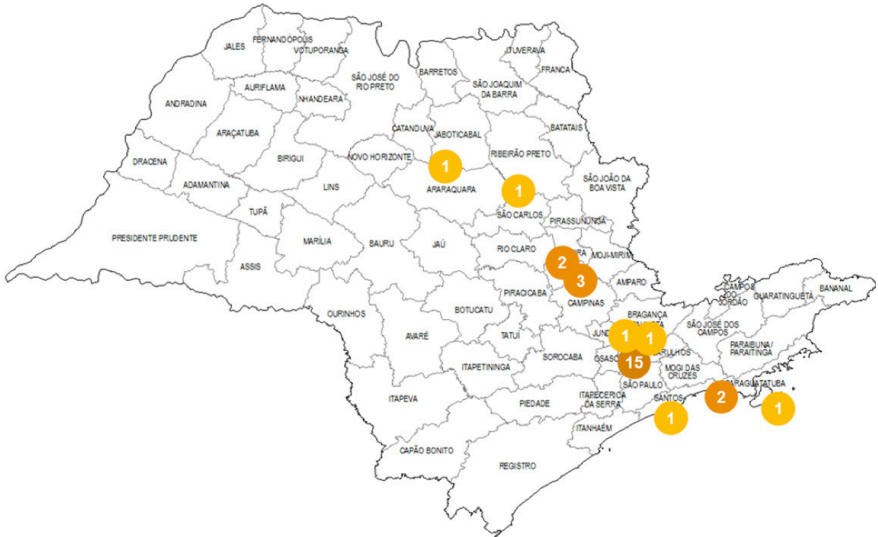 FERNANDÓPOLIS
JALES
VOTUPORANGA
ITUVERAVA
FRANCA
SÃO JOSÉ DO
RIO PRETO
BARRETOS
SÃO JOAQUIM
DA BARRA
AURIFLAMA
NHANDEARA
ANDRADINA
ARAÇATUBA
CATANDUVA
JABOTICABAL
BATATAIS
DRACENA
BIRIGUI
NOVO HORIZONTE
RIBEIRÃO PRETO
1
ADAMANTINA
LINS
ARARAQUARA
1
SÃO JOÃO DA
BOA VISTA
TUPÃ
SÃO CARLOS
PIRASSUNUNGA
PRESIDENTE PRUDENTE
MARÍLIA
BAURU
JAÚ
RIO CLARO
MOJI-MIRIM
ASSIS
2
3
AMPARO
CAMPOS
DO
JORDÃO
GUARATINGUETÁ
BANANAL
PIRACICABA
CAMPINAS
OURINHOS
BOTUCATU
BRAGANÇA
SÃO JOSÉ DOS
CAMPOS
AVARÉ
TATUÍ
1
1
PARAIBUNA/
PARAITINGA
SOROCABA
15
MOGI DAS
CRUZES
ITAPETININGA
SÃO PAULO
ITAPEVA
PIEDADE
ITAPECERICA
DA SERRA
SANTOS
2
1
1
ITANHAÉM
CAPÃO BONITO
REGISTRO